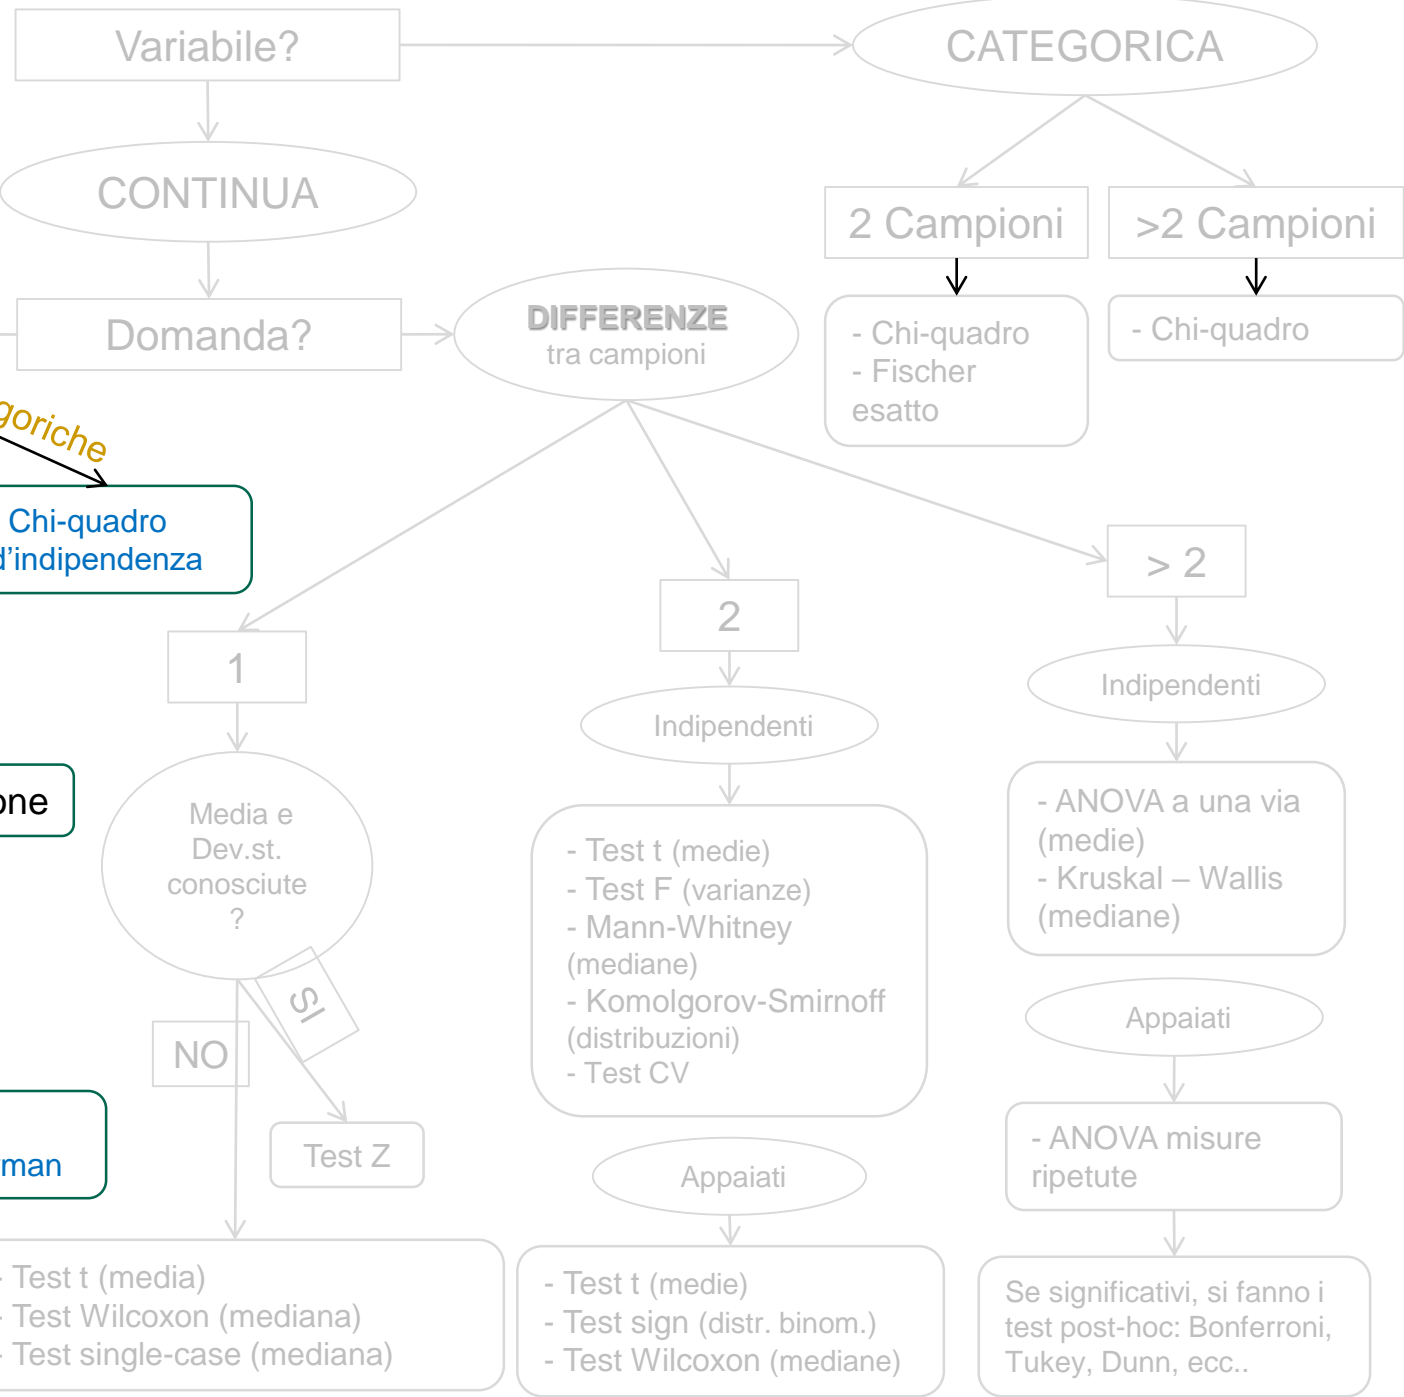 Variabile?
CATEGORICA
CONTINUA
2 Campioni
>2 Campioni
Domanda?
DIFFERENZE
tra campioni
- Chi-quadro
- Fischer
esatto
- Chi-quadro
goriche
Chi-quadro
d'indipendenza
1
2
> 2
Indipendenti
Indipendenti
one
Media e
Dev.st.
conosciute
?
- Test t (medie)
- Test F (varianze)
- Mann-Whitney
(mediane)
- Komolgorov-Smirnoff
(distribuzioni)
- Test CV
- ANOVA a una via
(medie)
- Kruskal – Wallis
(mediane)
SI
NO
Appaiati
rman
Test Z
Appaiati
- ANOVA misure
ripetute
- Test t (media)
- Test Wilcoxon (mediana)
- Test single-case (mediana)
- Test t (medie)
- Test sign (distr. binom.)
- Test Wilcoxon (mediane)
Se significativi, si fanno i
test post-hoc: Bonferroni,
Tukey, Dunn, ecc..